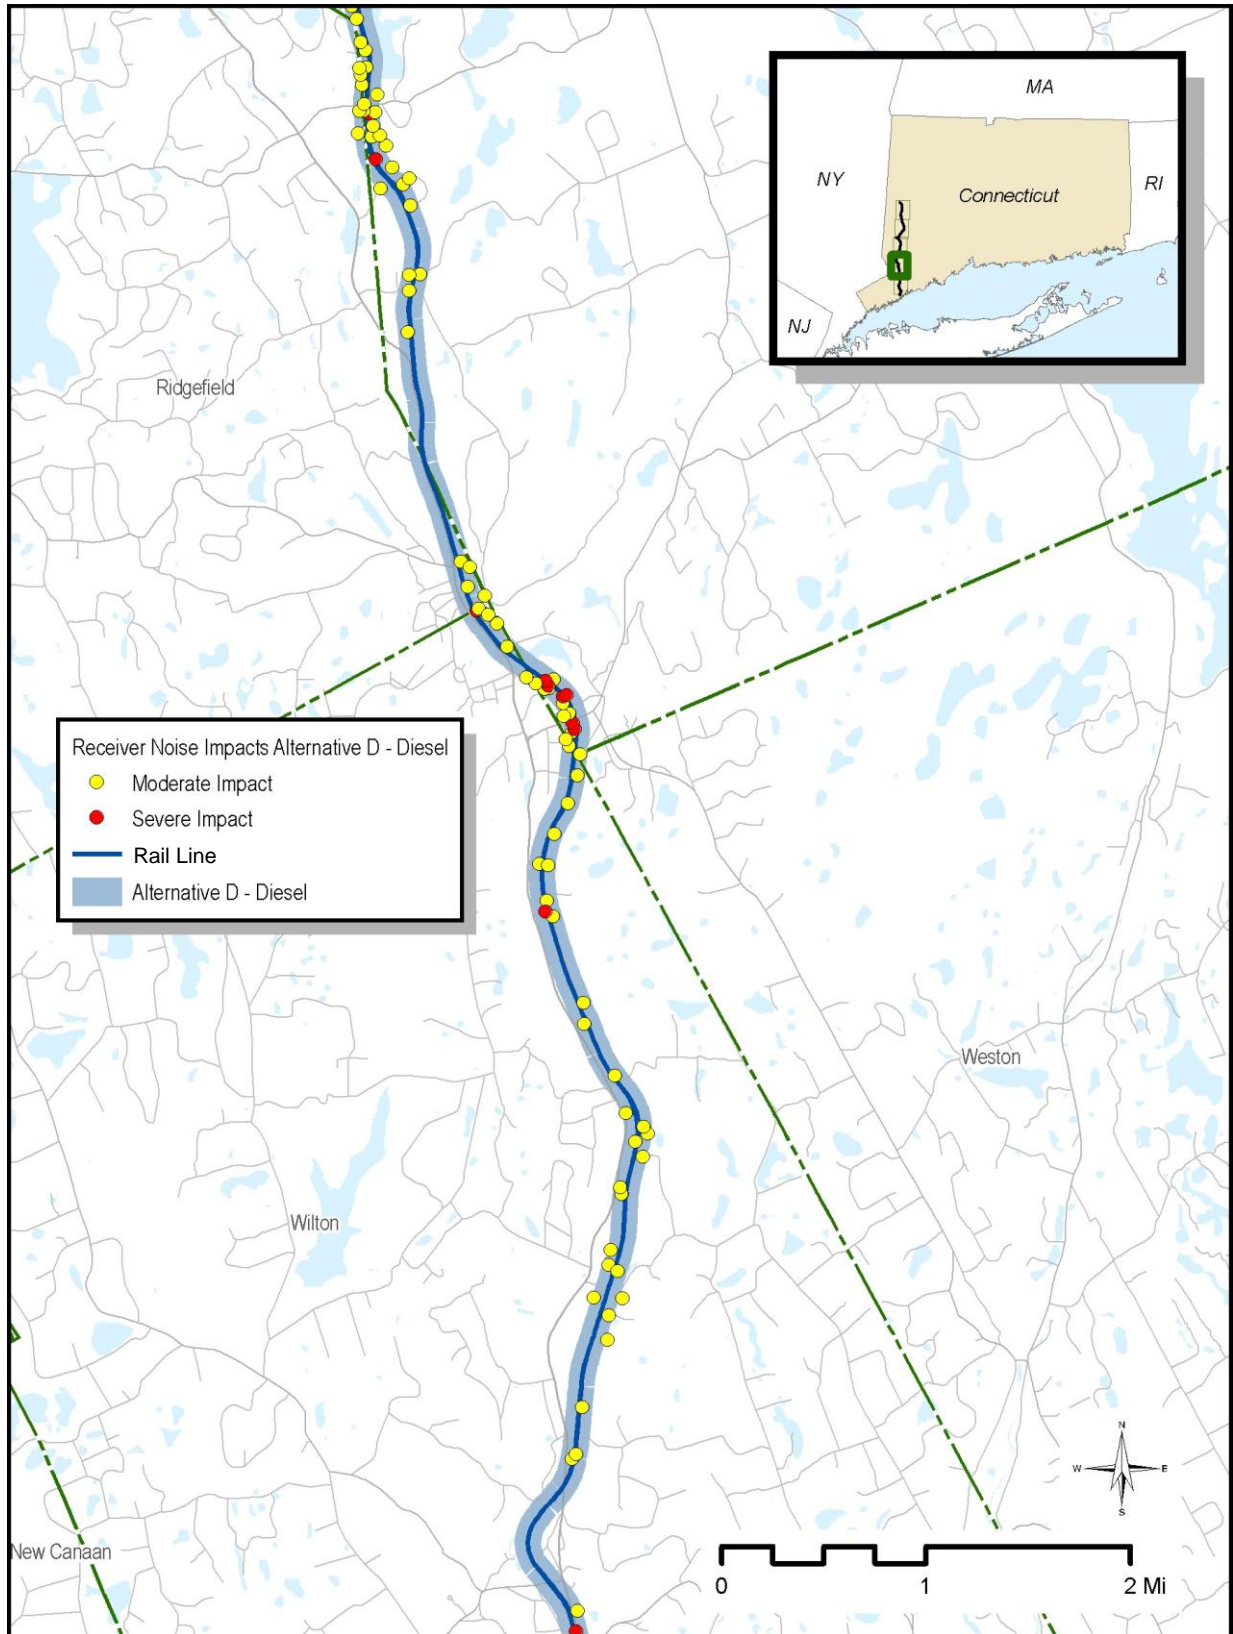 MA
NY
Connecticut
RI
NJ
Ridgefield
Receiver Noise Impacts Alternative D - Diesel
Moderate Impact
Severe Impact
Rail Line
Alternative D - Diesel
Weston
Wilton
New Canaan
N
W
E
S
0
1
2 Mi